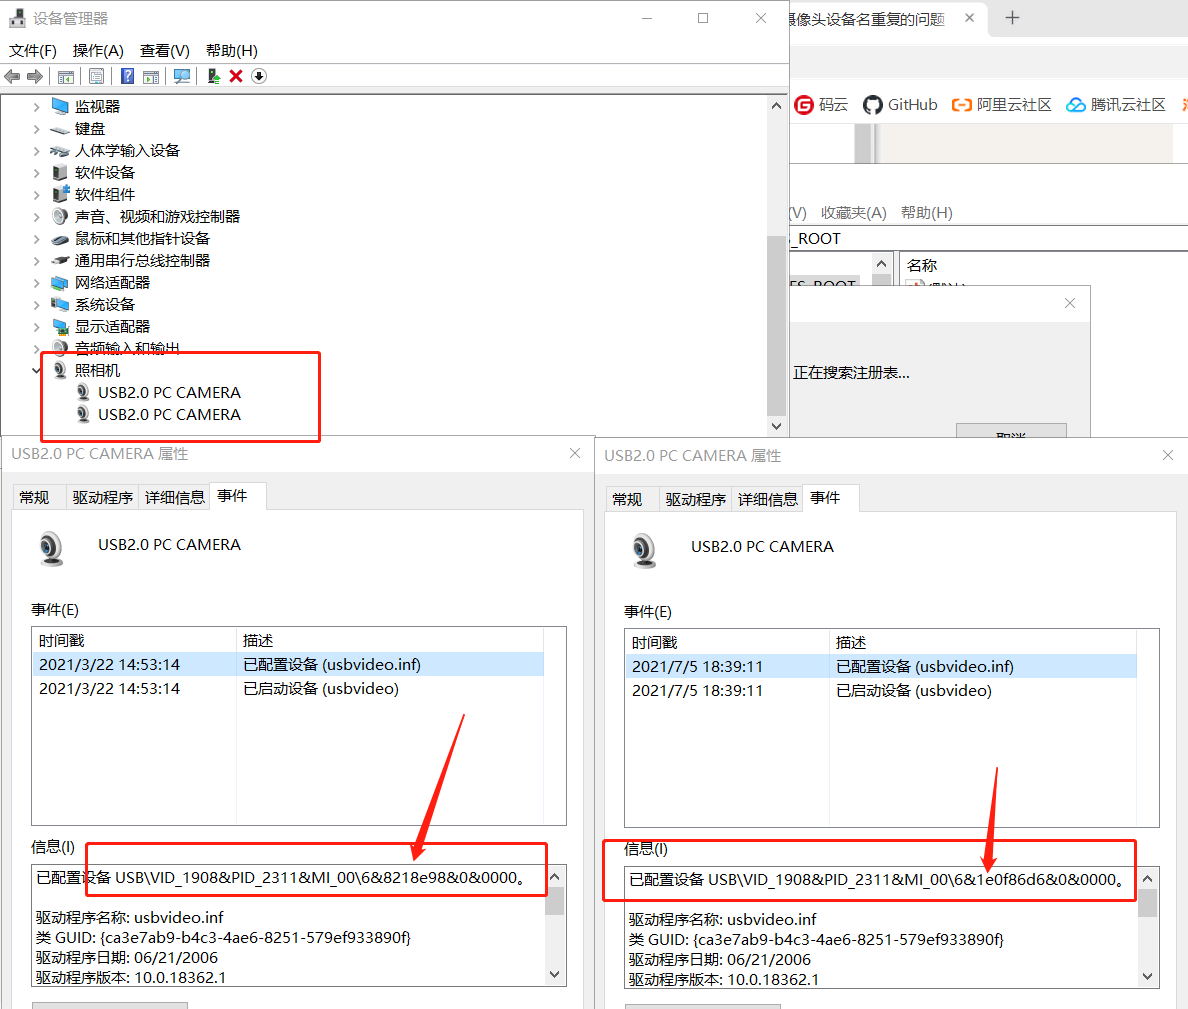 设备管理器
文件(F) 操作(A) 查看(V) 帮助(H)
监视器
键盘
人体学输入设备
软件设备
软件组件
声音、视频和游戏控制器
鼠标和其他指针设备
通用串行总线控制器
网络适配器
系统设备
显示适配器
音频输入和输出
照相机
USB2.0 PC CAMERA
USB2.0 PC CAMERA
像头设备名重复的问题
码云 GitHub 阿里云社区 腾讯云社区
(V) 收藏夹(A) 帮助(H)
_ROOT
名称
正在搜索注册表...
取消
USB2.0 PC CAMERA 属性
常规 驱动程序 详细信息 事件
USB2.0 PC CAMERA
事件(E)
时间戳 描述
2021/3/22 14:53:14 已配置设备 (usbvideo.inf)
2021/3/22 14:53:14 已启动设备 (usbvideo)
信息(I)
已配置设备 USB\VID_1908&PID_2311&MI_00\6&8218e98&0&0000。
驱动程序名称: usbvideo.inf
类 GUID: {ca3e7ab9-b4c3-4ae6-8251-579ef933890f}
驱动程序日期: 06/21/2006
驱动程序版本: 10.0.18362.1
USB2.0 PC CAMERA 属性
常规 驱动程序 详细信息 事件
USB2.0 PC CAMERA
事件(E)
时间戳 描述
2021/7/5 18:39:11 已配置设备 (usbvideo.inf)
2021/7/5 18:39:11 已启动设备 (usbvideo)
信息(I)
已配置设备 USB\VID_1908&PID_2311&MI_00\6&1e0f86d6&0&0000。
驱动程序名称: usbvideo.inf
类 GUID: {ca3e7ab9-b4c3-4ae6-8251-579ef933890f}
驱动程序日期: 06/21/2006
驱动程序版本: 10.0.18362.1